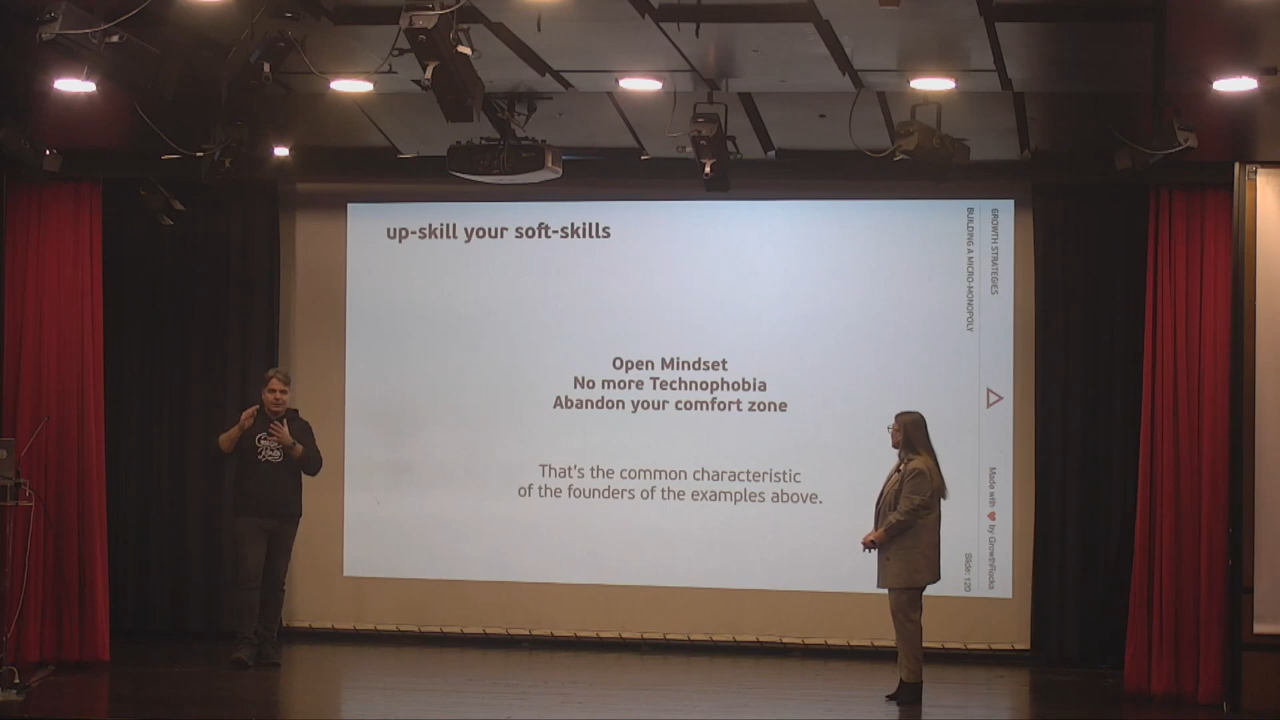 up-skill your soft-skills
Open Mindset
No more Technophobia
Abandon your comfort zone
That's the common characteristic
of the founders of the examples above.
GROWTH STRATEGIES
BUILDING A MICRO-MONOPOLY
Made with ❤ by GrowthRocks
Slide: 120